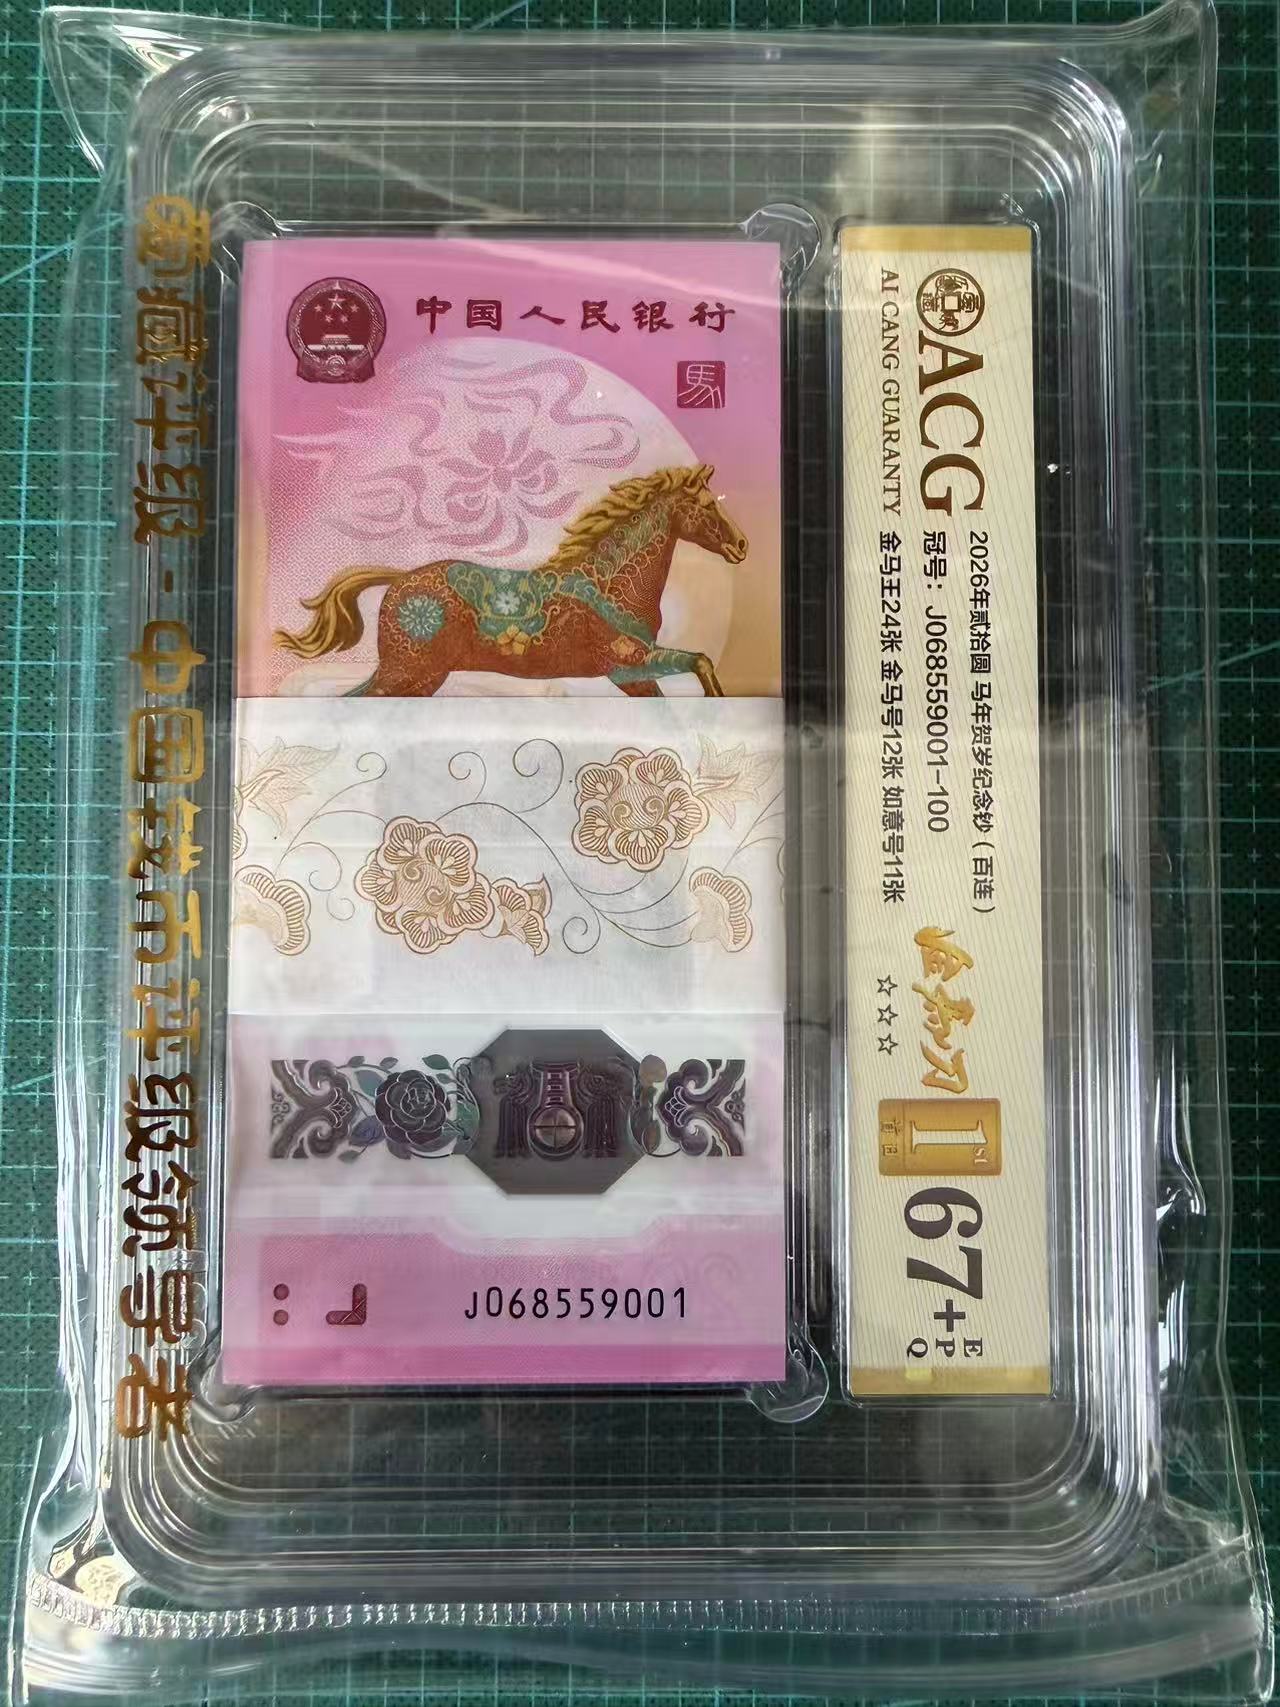 爱藏评级-中国钱币评级领导者
中国人民银行
馬
J068559001
ACG
AI CANG GUARANTY
2026年贰拾圆 马年贺岁纪念钞（百连）
冠号：J068559001-100
金马王24张 金马号12张 如意号11张
☆☆☆
1ST
首日
67+
EPQ